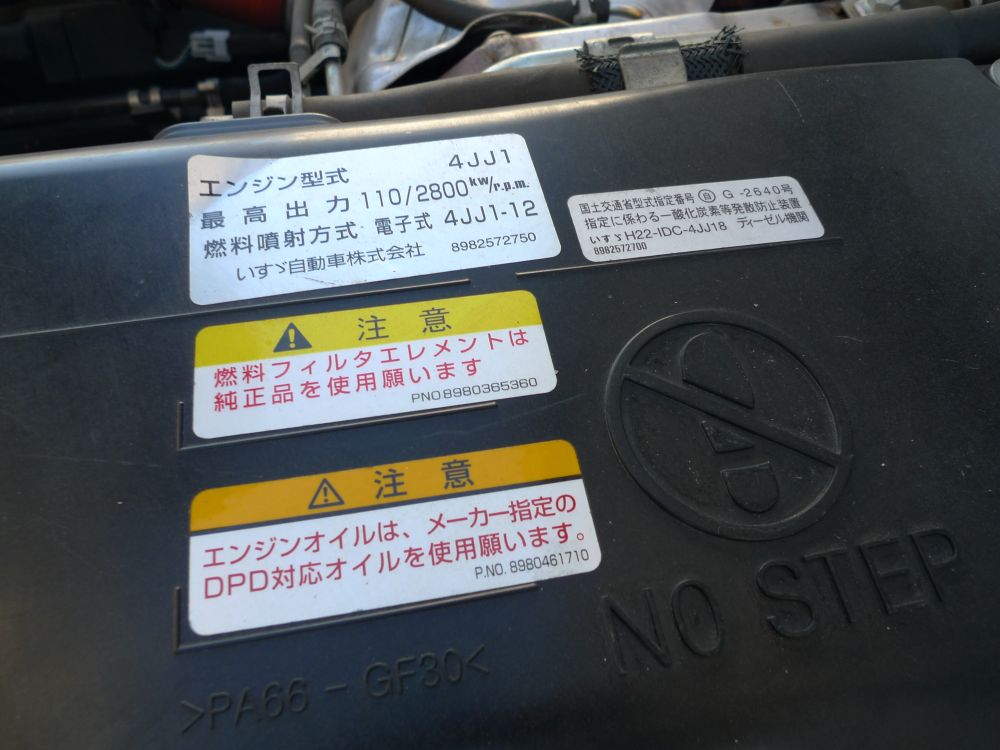 エンジン型式 4JJ1
最高出力 110/2800kw/r.p.m.
燃料噴射方式 電子式 4JJ1-12
いすゞ自動車株式会社 8982572750
国土交通省型式指定番号 自 G-2640号
指定に係わる一酸化炭素等発散防止装置
いすゞH22-IDC-4JJ18 ディーゼル機関
8982572700
注意
燃料フィルタエレメントは
純正品を使用願います
PNO.8980365360
注意
エンジンオイルは、メーカー指定の
DPD対応オイルを使用願います。
P.NO. 8980461710
NO STEP
>PA66-GF30<